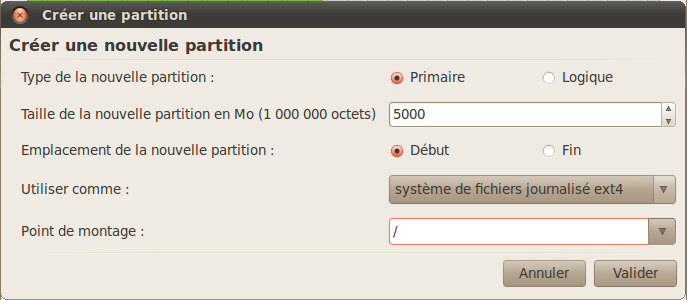 Créer une partition
Créer une nouvelle partition
Type de la nouvelle partition : Primaire Logique
Taille de la nouvelle partition en Mo (1 000 000 octets) 5000
Emplacement de la nouvelle partition : Début Fin
Utiliser comme : système de fichiers journalisé ext4
Point de montage : /
Annuler Valider